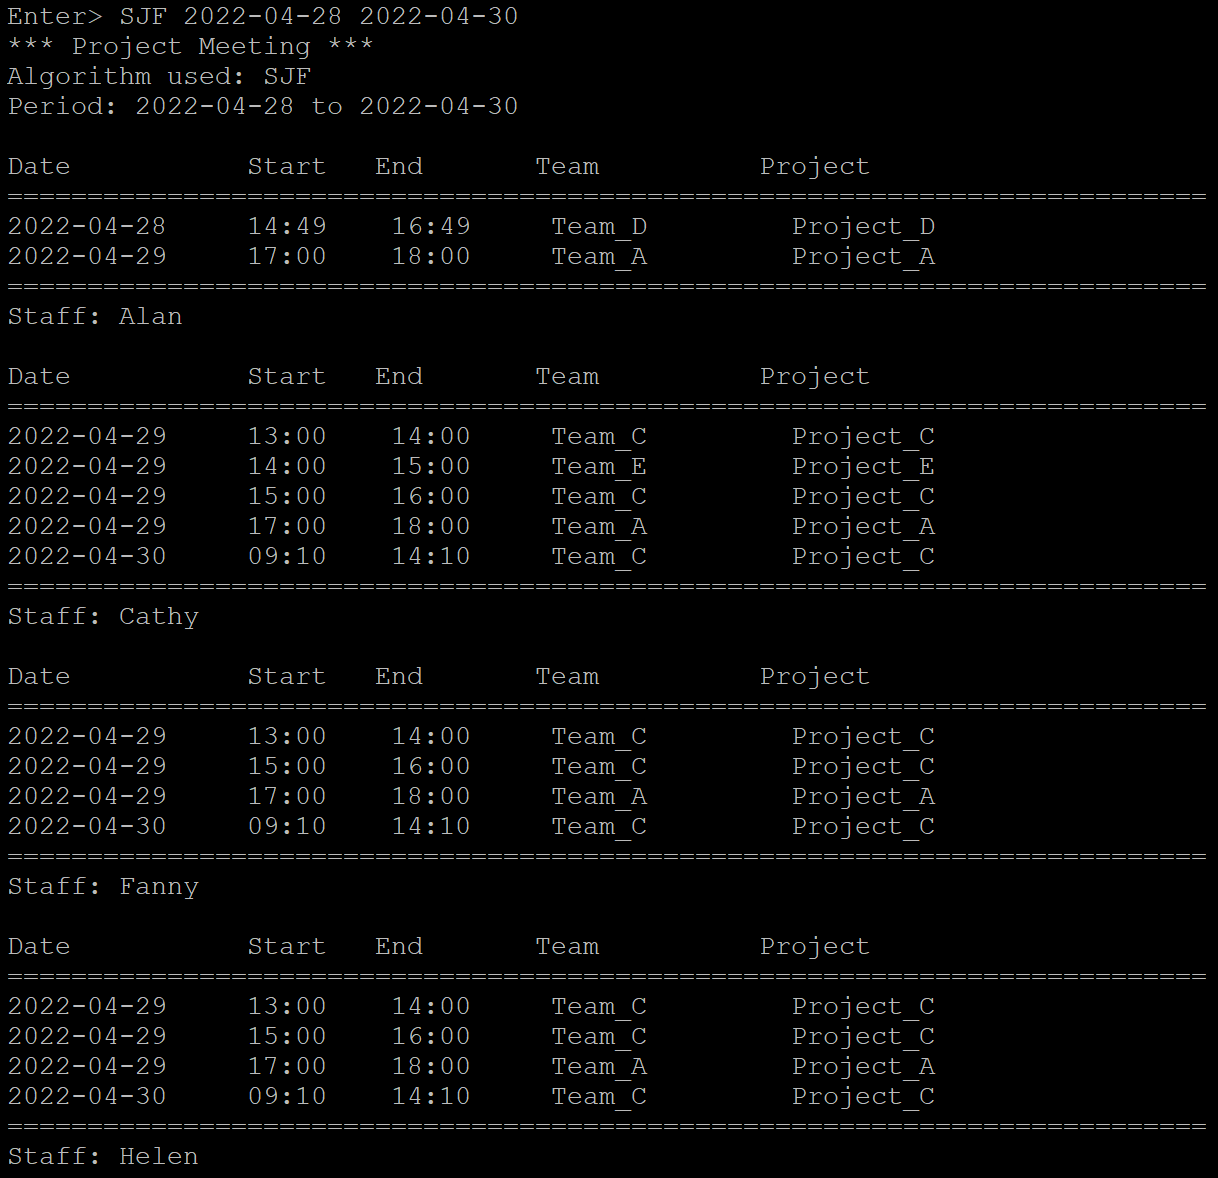 Enter> SJF 2022-04-28 2022-04-30
*** Project Meeting ***
Algorithm used: SJF
Period: 2022-04-28 to 2022-04-30
Date Start End Team Project
===========================================================================
2022-04-28 14:49 16:49 Team_D Project_D
2022-04-29 17:00 18:00 Team_A Project_A
===========================================================================
Staff: Alan
Date Start End Team Project
===========================================================================
2022-04-29 13:00 14:00 Team_C Project_C
2022-04-29 14:00 15:00 Team_E Project_E
2022-04-29 15:00 16:00 Team_C Project_C
2022-04-29 17:00 18:00 Team_A Project_A
2022-04-30 09:10 14:10 Team_C Project_C
===========================================================================
Staff: Cathy
Date Start End Team Project
===========================================================================
2022-04-29 13:00 14:00 Team_C Project_C
2022-04-29 15:00 16:00 Team_C Project_C
2022-04-29 17:00 18:00 Team_A Project_A
2022-04-30 09:10 14:10 Team_C Project_C
===========================================================================
Staff: Fanny
Date Start End Team Project
===========================================================================
2022-04-29 13:00 14:00 Team_C Project_C
2022-04-29 15:00 16:00 Team_C Project_C
2022-04-29 17:00 18:00 Team_A Project_A
2022-04-30 09:10 14:10 Team_C Project_C
===========================================================================
Staff: Helen